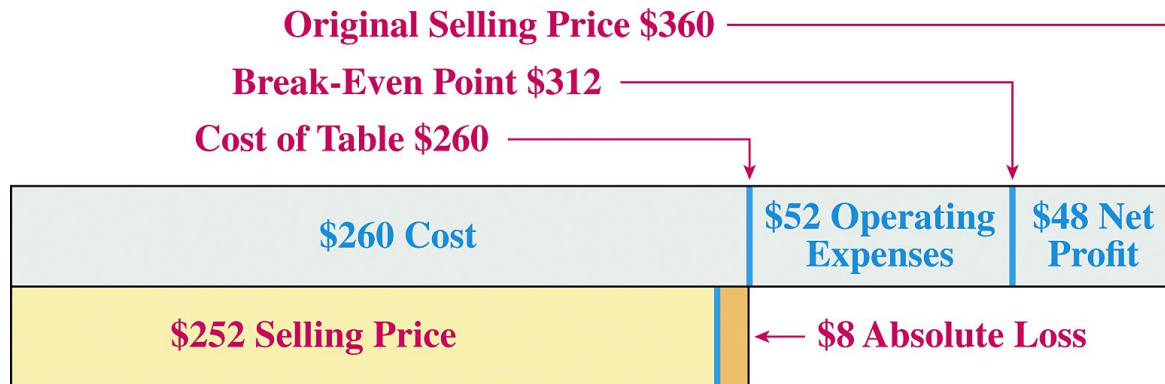 Original Selling Price $360
Break-Even Point $312
Cost of Table $260
$260 Cost
$52 Operating
Expenses
$48 Net
Profit
$252 Selling Price
$8 Absolute Loss